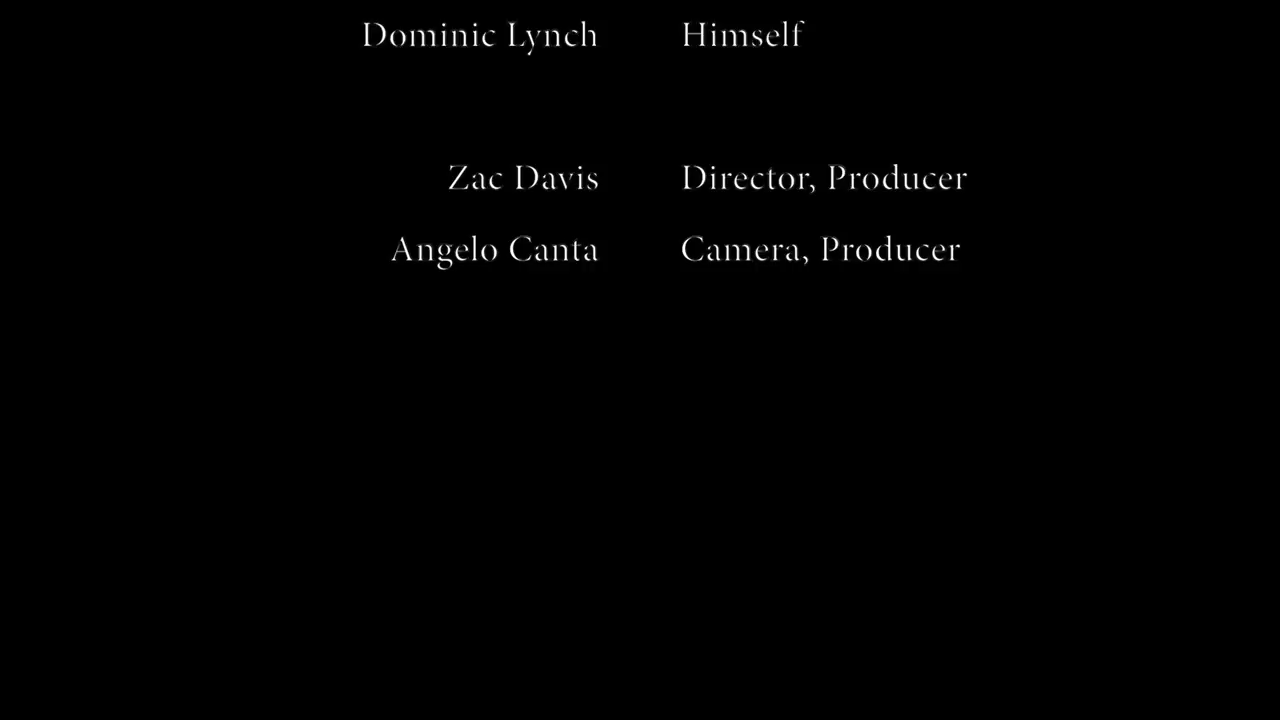 Dominic Lynch Himself
Zac Davis Director, Producer
Angelo Canta Camera, Producer